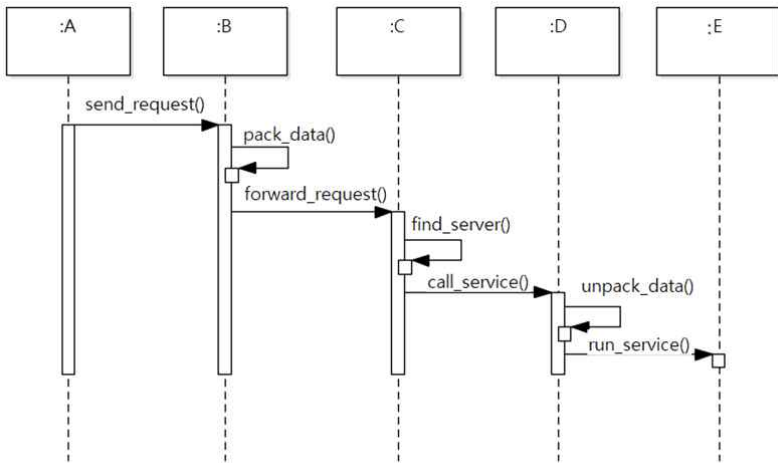 :A
:B
:C
:D
:E
send_request()
pack_data()
forward_request()
find_server()
call_service()
unpack_data()
run_service()